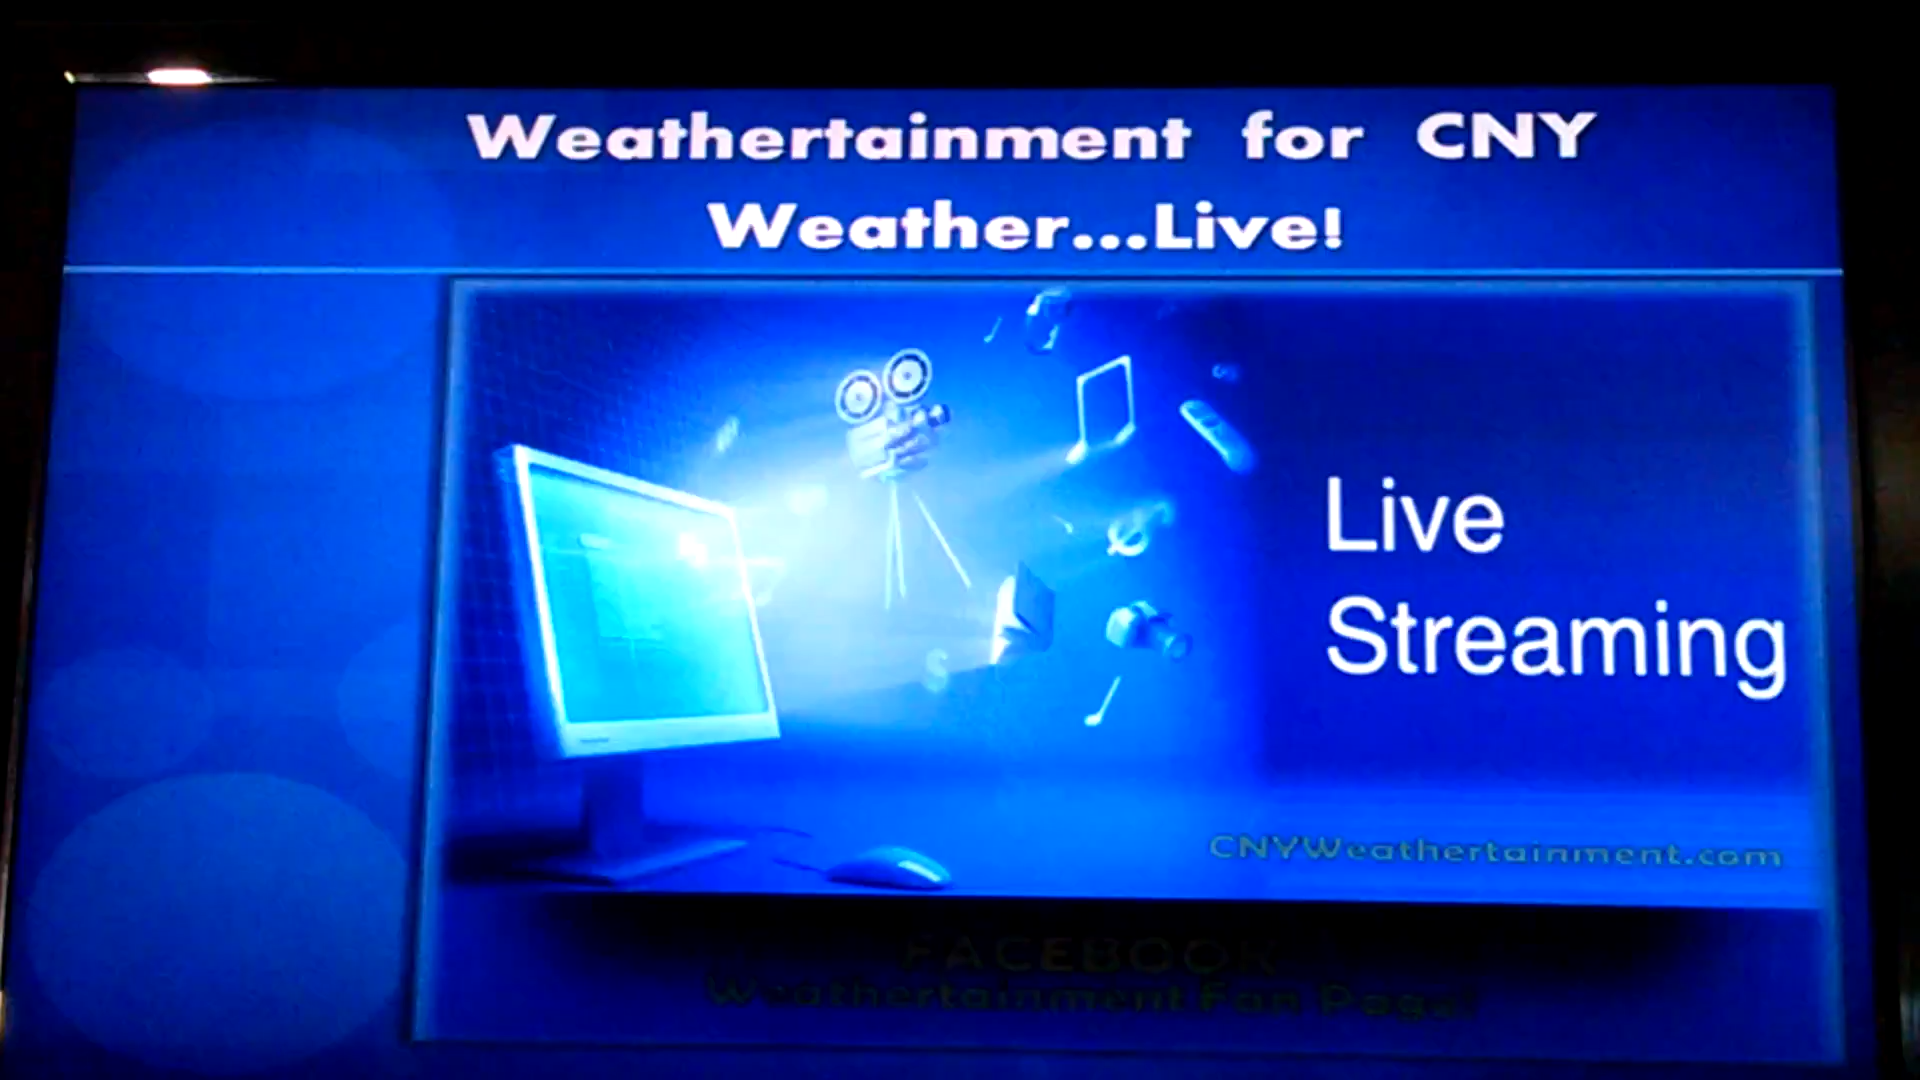 Weathertainment for CNY
Weather...Live!
Live
Streaming
CNYWeathertainment.com
FACEBOOK
Weathertainment Fan Page!